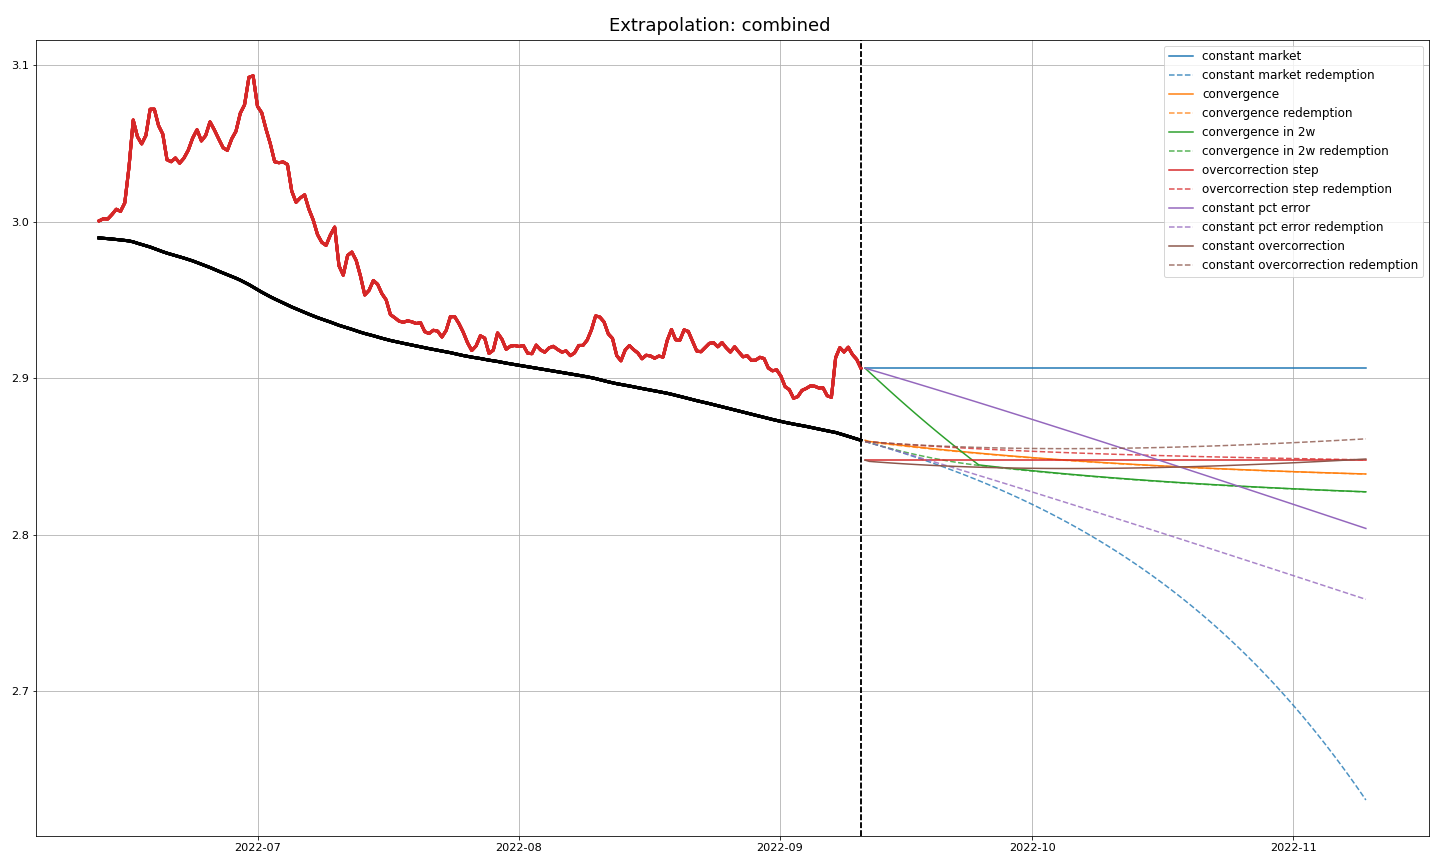 Extrapolation: combined
3.1
3.0
2.9
2.8
2.7
constant market
constant market redemption
convergence
convergence redemption
convergence in 2w
convergence in 2w redemption
overcorrection step
overcorrection step redemption
constant pct error
constant pct error redemption
constant overcorrection
constant overcorrection redemption
2022-07 2022-08 2022-09 2022-10 2022-11